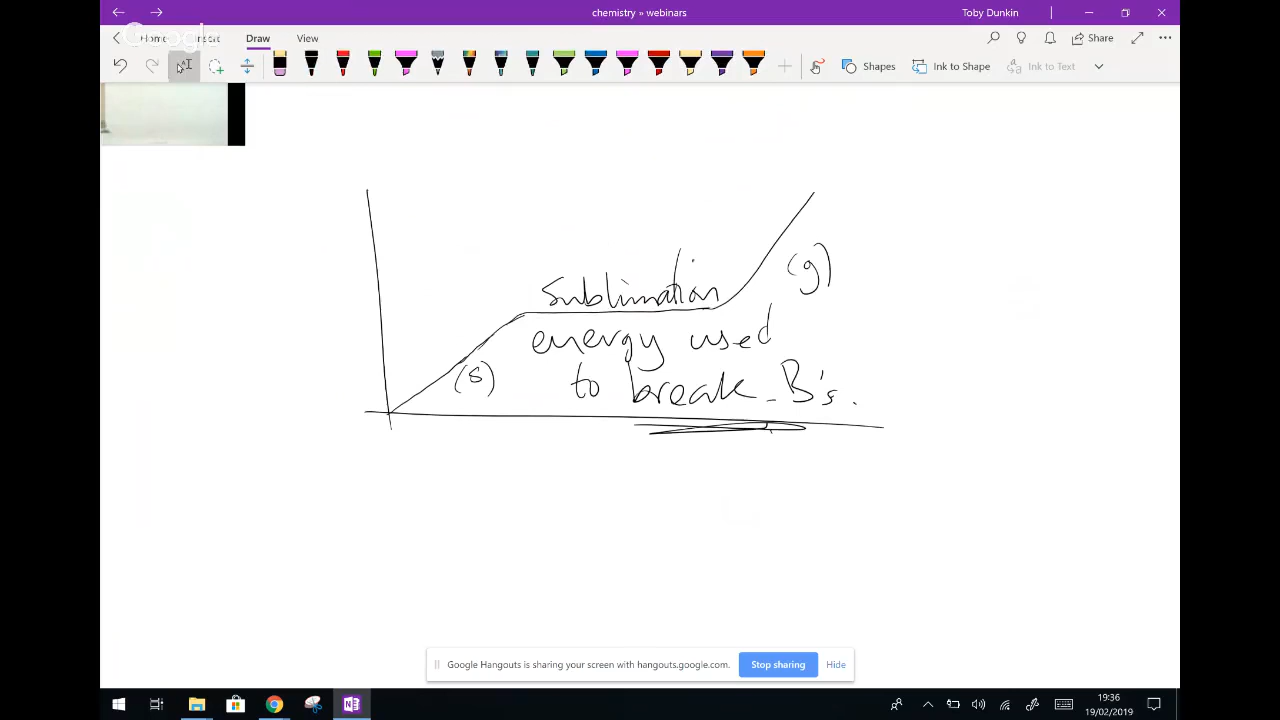 chemistry » webinars
Toby Dunkin
Google
Home
Insert
Draw
View
Share
Shapes
Ink to Shape
Ink to Text
Sublimation
(g)
energy used
(s)
to break B's.
Google Hangouts is sharing your screen with hangouts.google.com.
Stop sharing
Hide
19:36
19/02/2019